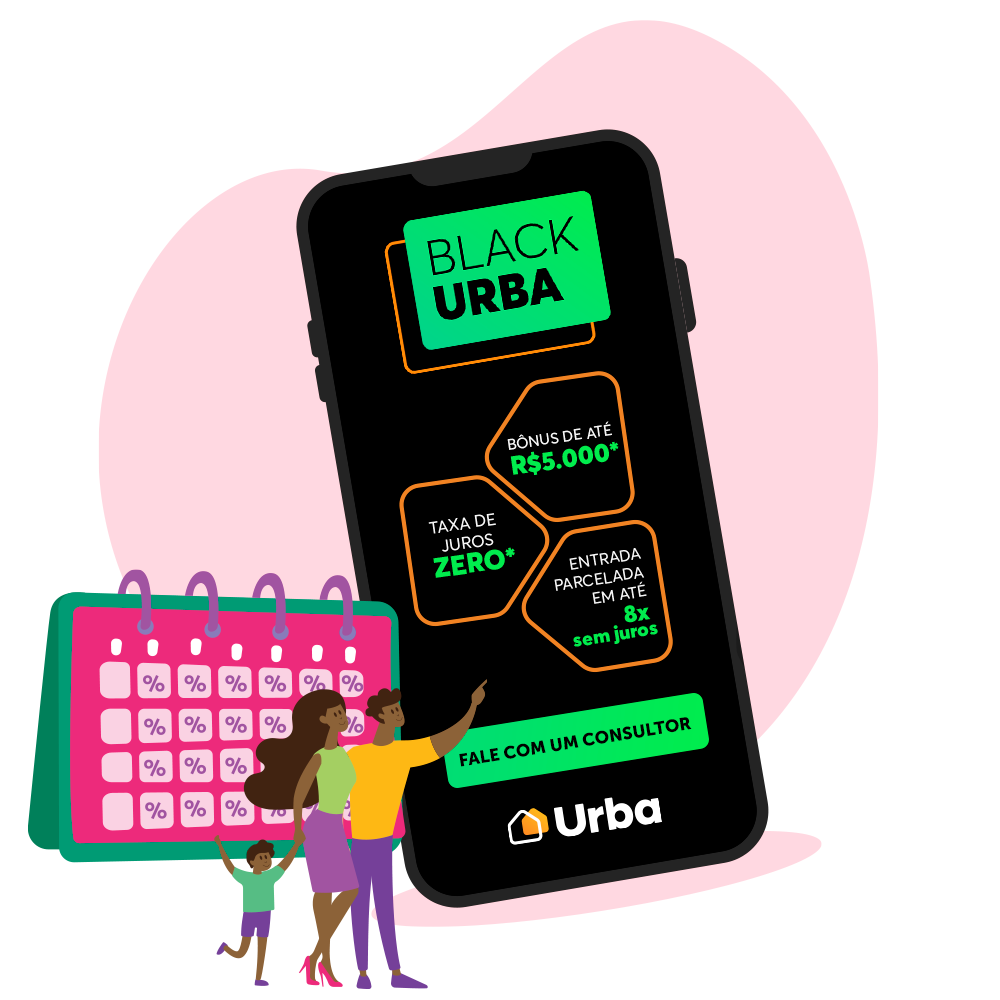 BLACK
URBA
BÔNUS DE ATÉ
R$5.000*
TAXA DE
JUROS
ZERO*
ENTRADA
PARCELADA
EM ATÉ
8x
sem juros
FALE COM UM CONSULTOR
Urba
% % % % % %
% % % % %
% % %
% % % % %